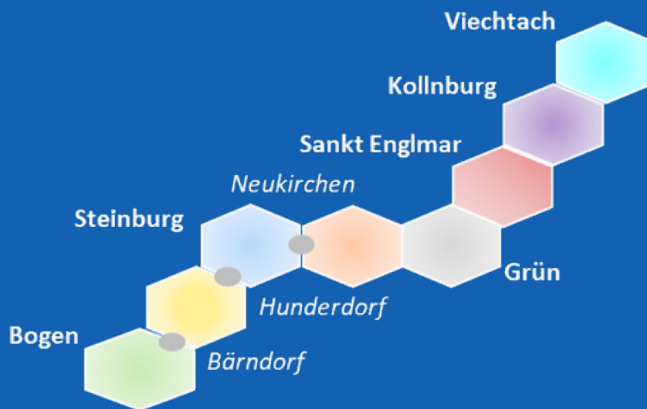 Viechtach
Kollnburg
Sankt Englmar
Neukirchen
Steinburg
Grün
Hunderdorf
Bogen
Bärndorf